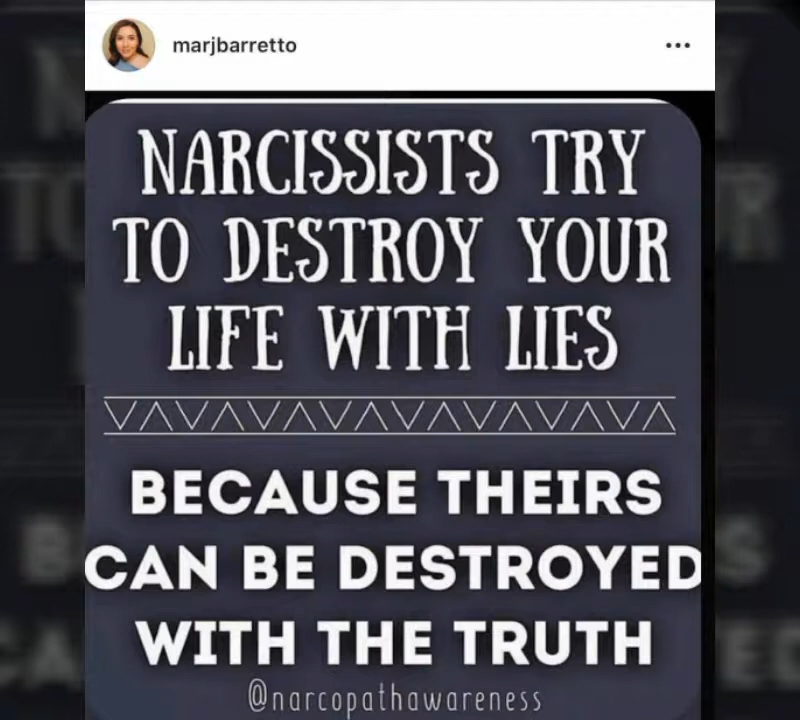 marjbarretto
NARCISSISTS TRY
TO DESTROY YOUR
LIFE WITH LIES
BECAUSE THEIRS
CAN BE DESTROYED
WITH THE TRUTH
@narcopathawareness